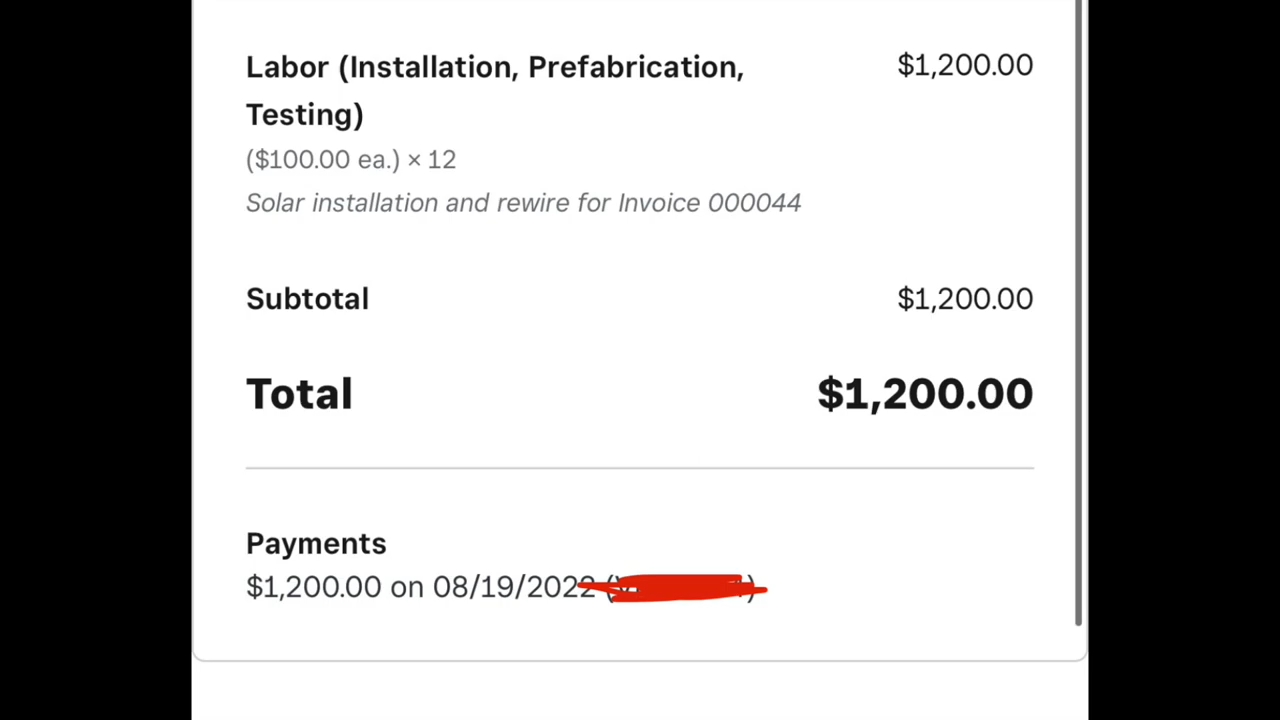 Labor (Installation, Prefabrication, $1,200.00
Testing)
($100.00 ea.) × 12
Solar installation and rewire for Invoice 000044
Subtotal $1,200.00
Total $1,200.00
Payments
$1,200.00 on 08/19/2022